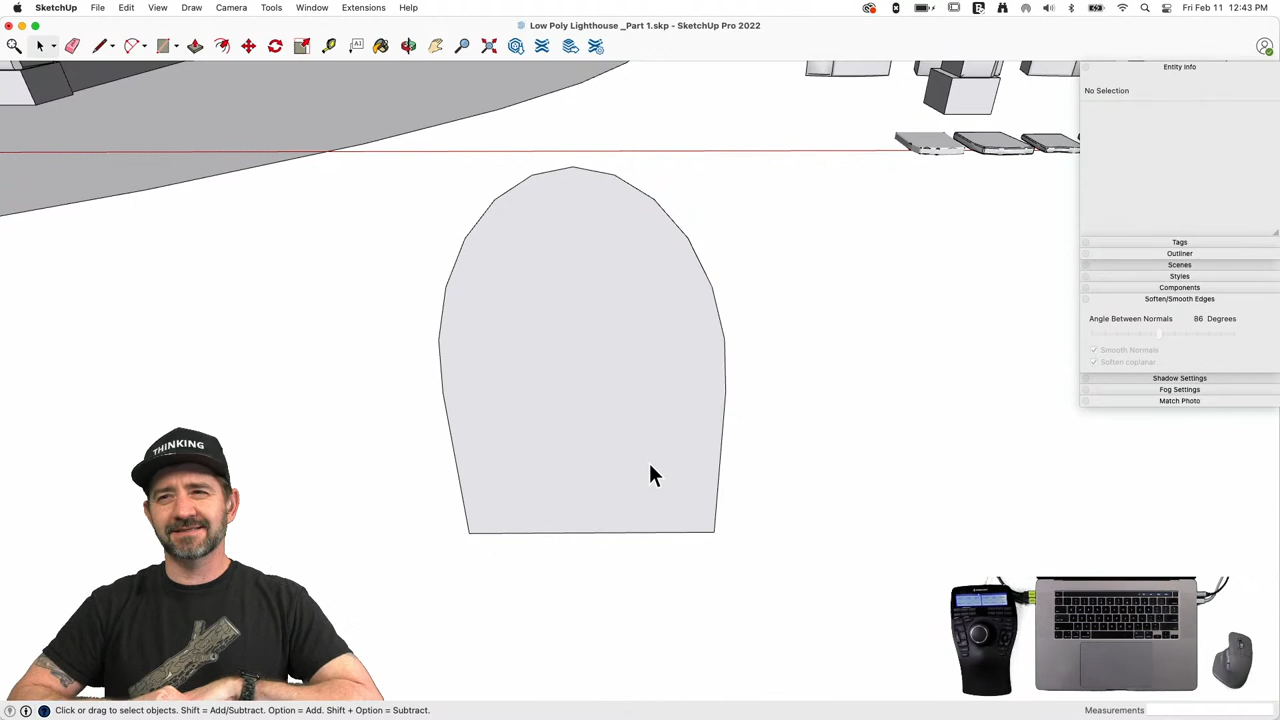 SketchUp File Edit View Draw Camera Tools Window Extensions Help
Fri Feb 11 12:43 PM
Low Poly Lighthouse _Part 1.skp - SketchUp Pro 2022
Entity Info
No Selection
Tags
Outliner
Scenes
Styles
Components
Soften/Smooth Edges
Angle Between Normals 86 Degrees
Smooth Normals
Soften coplanar
Shadow Settings
Fog Settings
Match Photo
THINKING
Click or drag to select objects. Shift = Add/Subtract. Option = Add. Shift + Option = Subtract.
Measurements